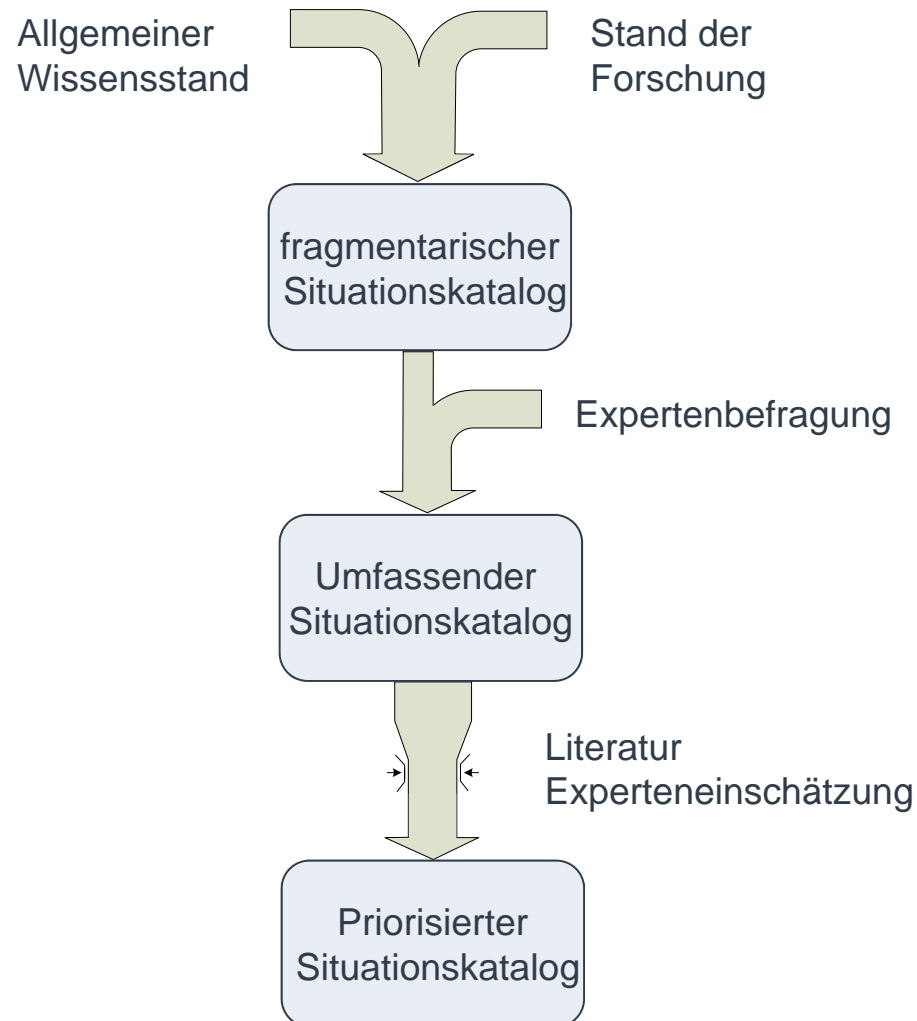 Allgemeiner
Wissensstand
Stand der
Forschung
fragmentarischer
Situationskatalog
Expertenbefragung
Umfassender
Situationskatalog
Literatur
Experteneinschätzung
Priorisierter
Situationskatalog